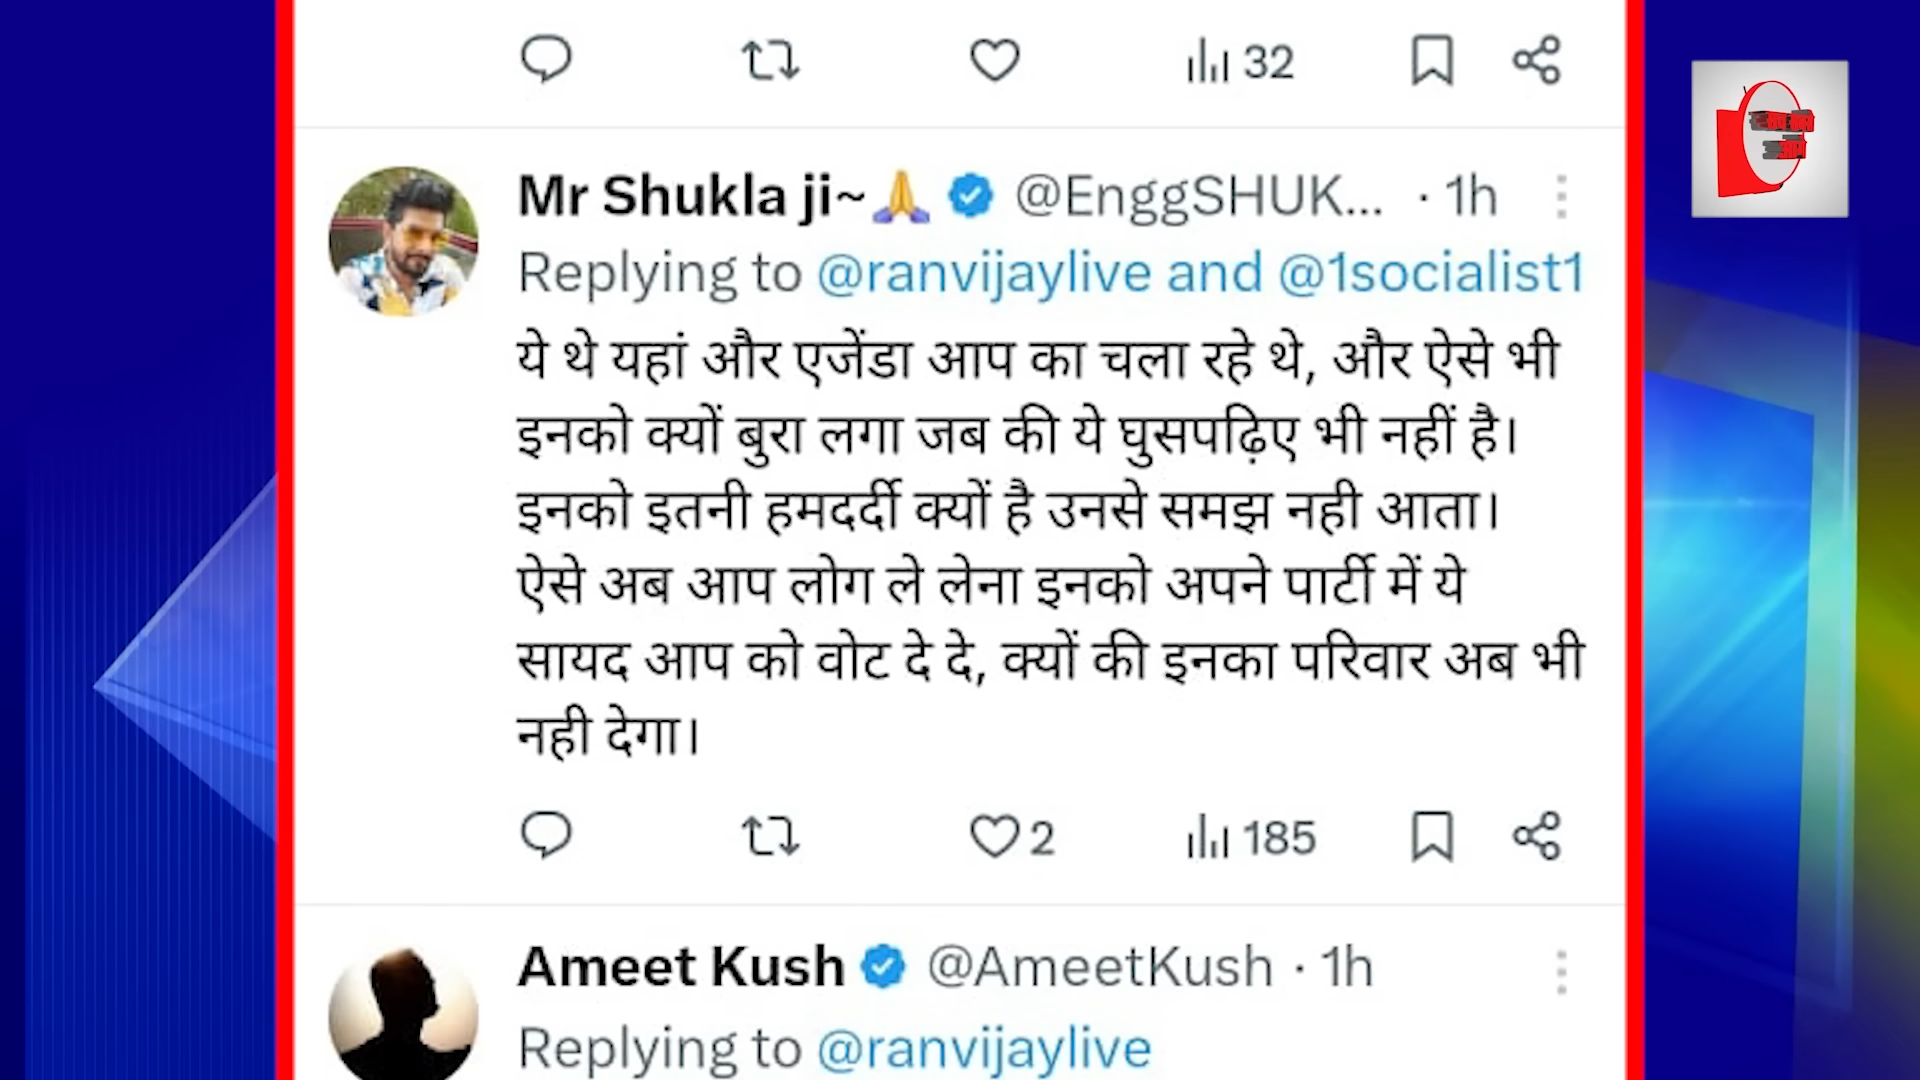 32
Mr Shukla ji~🙏 @EnggSHUK... · 1h
Replying to @ranvijaylive and @1socialist1
ये थे यहां और एजेंडा आप का चला रहे थे, और ऐसे भी
इनको क्यों बुरा लगा जब की ये घुसपढ़िए भी नहीं है।
इनको इतनी हमदर्दी क्यों है उनसे समझ नही आता।
ऐसे अब आप लोग ले लेना इनको अपने पार्टी में ये
सायद आप को वोट दे दे, क्यों की इनका परिवार अब भी
नही देगा।
2 185
Ameet Kush @AmeetKush · 1h
Replying to @ranvijaylive